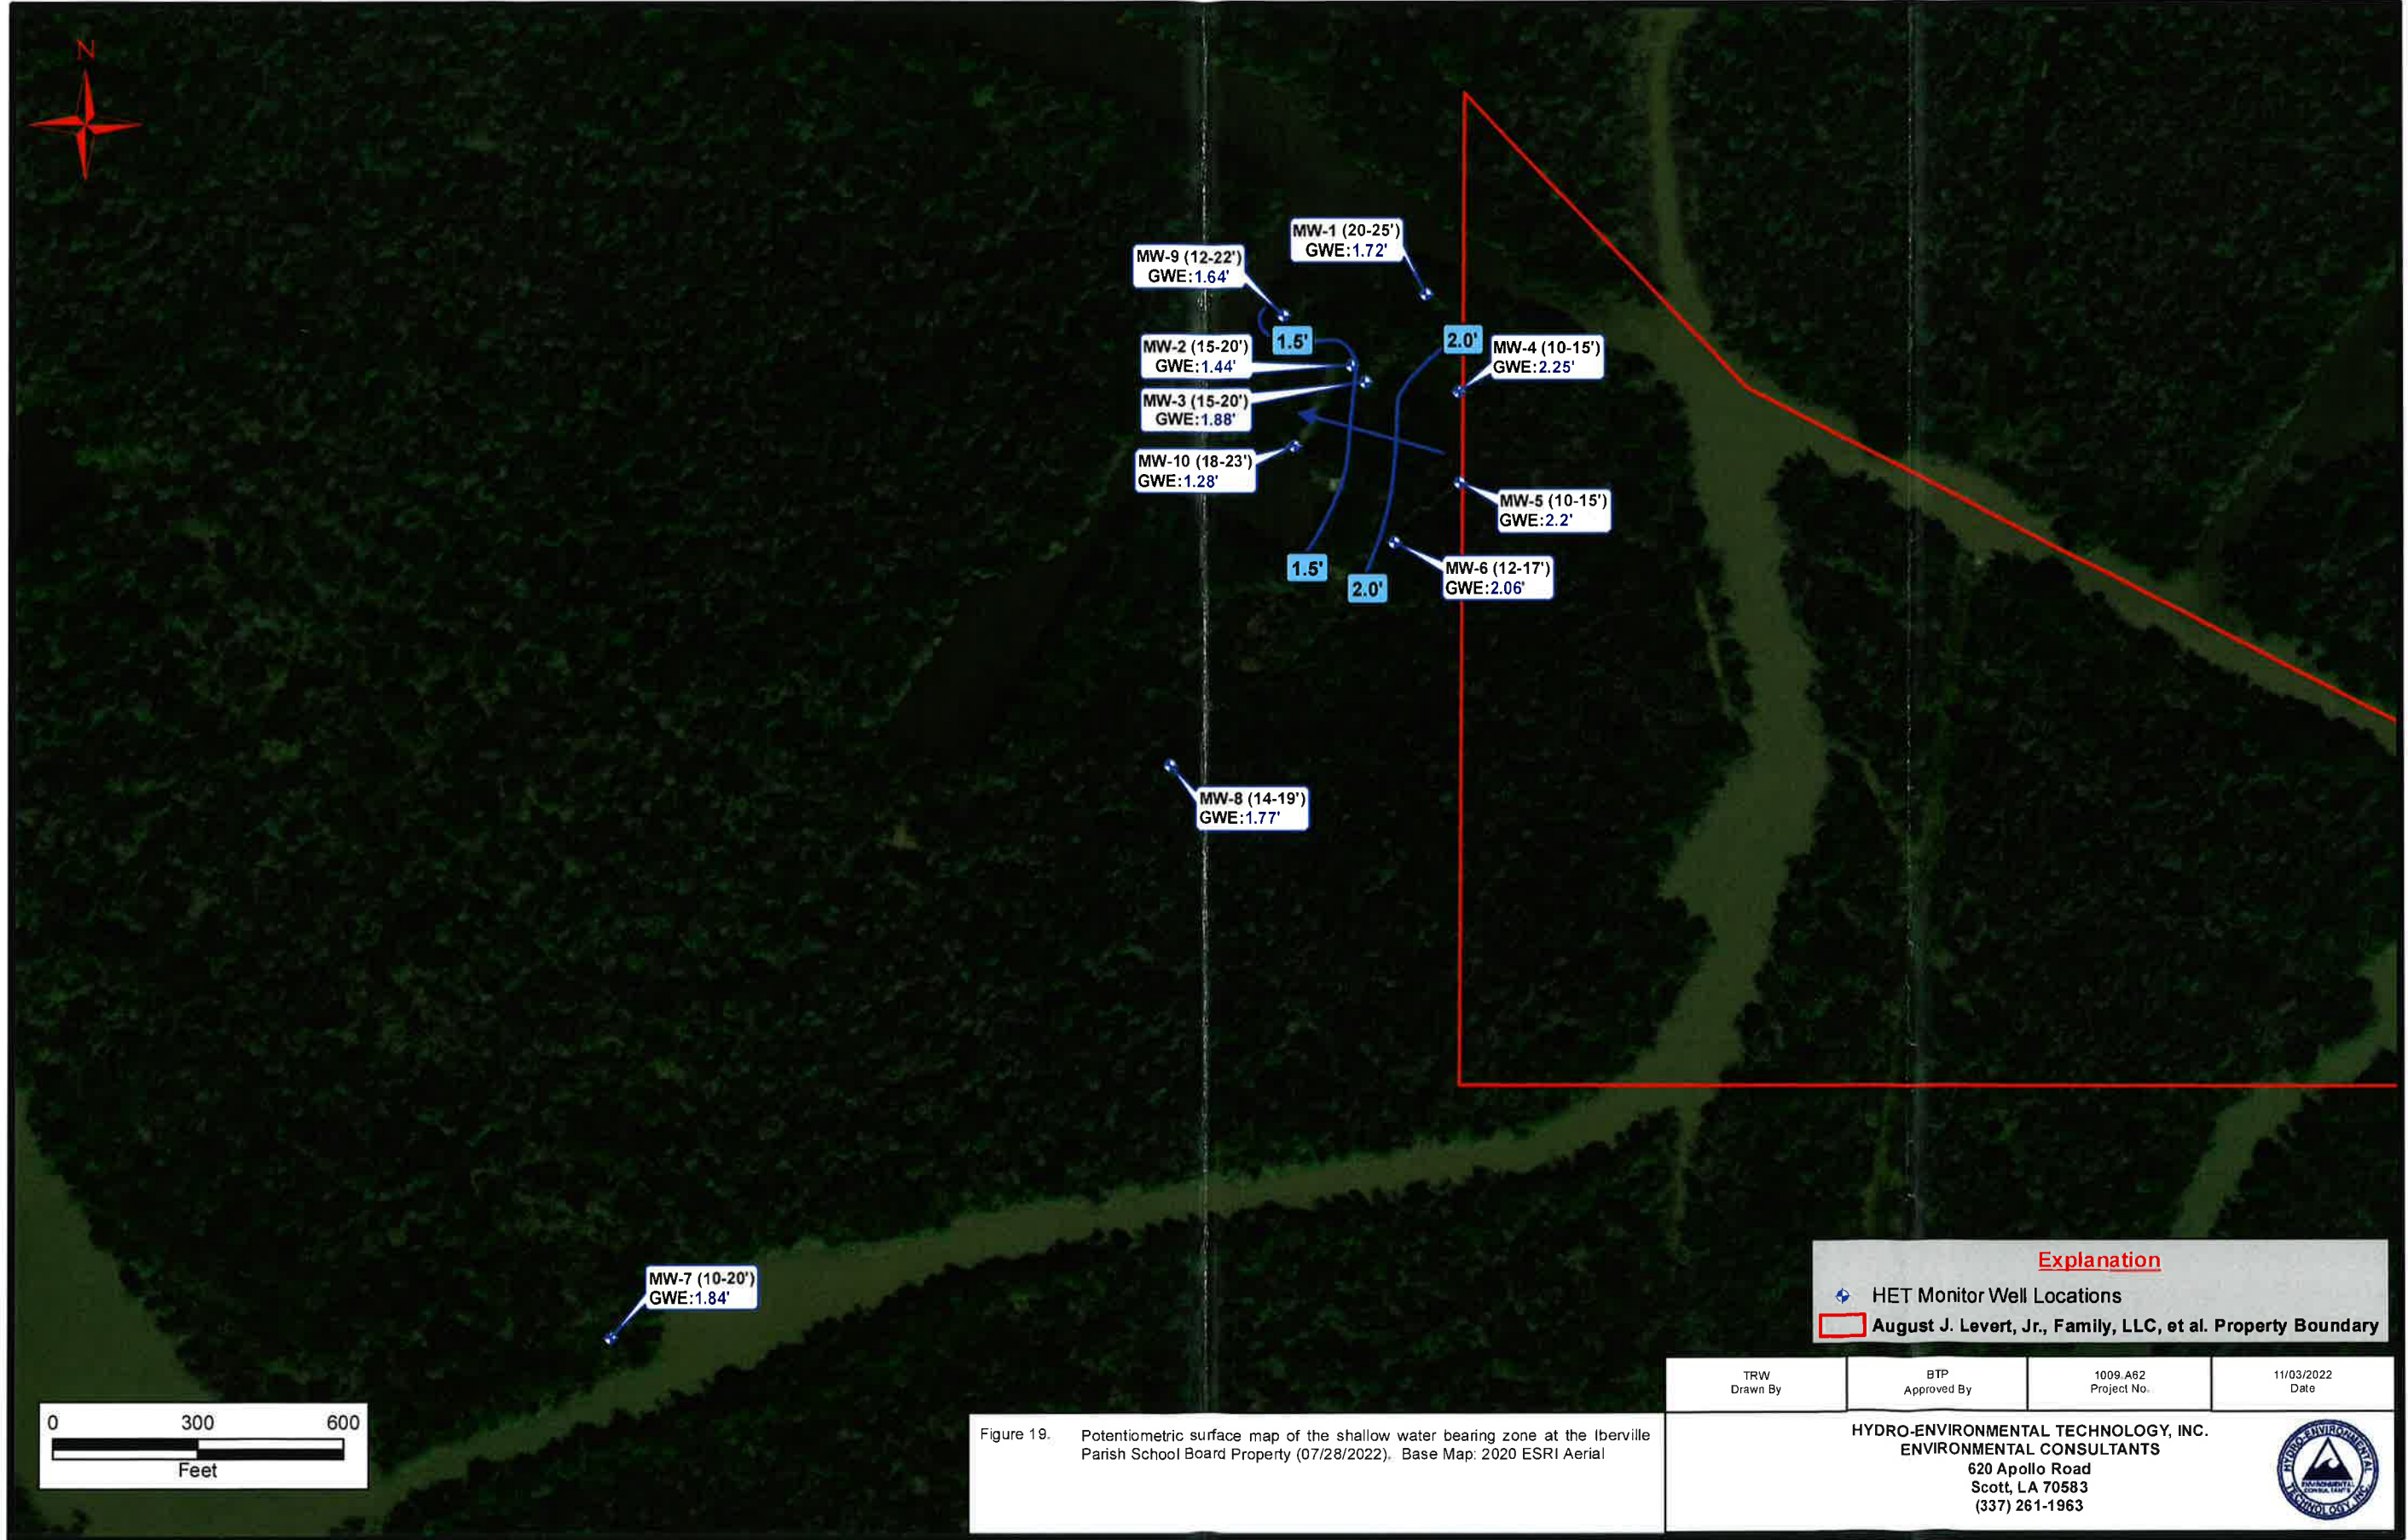 N
MW-1 (20-25')
GWE:1.72'
MW-9 (12-22')
GWE:1.64'
1.5'
2.0'
MW-2 (15-20')
GWE:1.44'
MW-4 (10-15')
GWE:2.25'
MW-3 (15-20')
GWE:1.88'
MW-10 (18-23')
GWE:1.28'
MW-5 (10-15')
GWE:2.2'
1.5'
2.0'
MW-6 (12-17')
GWE:2.06'
MW-8 (14-19')
GWE:1.77'
MW-7 (10-20')
GWE:1.84'
Explanation
HET Monitor Well Locations
August J. Levert, Jr., Family, LLC, et al. Property Boundary
0 300 600
Feet
Figure 19. Potentiometric surface map of the shallow water bearing zone at the Iberville
Parish School Board Property (07/28/2022). Base Map: 2020 ESRI Aerial
TRW
Drawn By
BTP
Approved By
1009.A62
Project No.
11/03/2022
Date
HYDRO-ENVIRONMENTAL TECHNOLOGY, INC.
ENVIRONMENTAL CONSULTANTS
620 Apollo Road
Scott, LA 70583
(337) 261-1963
HYDRO-ENVIRONMENTAL
ENVIRONMENTAL
CONSULTANTS
TECHNOLOGY, INC.